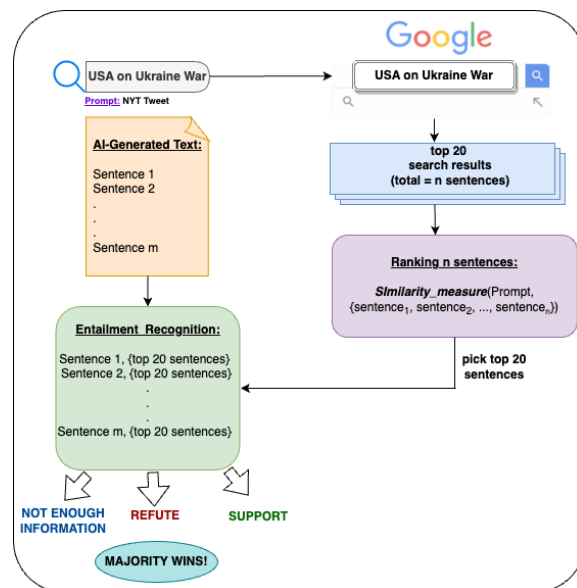 Google
USA on Ukraine War
USA on Ukraine War
Prompt: NYT Tweet
AI-Generated Text:
Sentence 1
Sentence 2
.
.
.
Sentence m
top 20
search results
(total = n sentences)
Ranking n sentences:
SImilarity_measure(Prompt,
{sentence1, sentence2, ..., sentencen})
pick top 20
sentences
Entailment Recognition:
Sentence 1, {top 20 sentences}
Sentence 2, {top 20 sentences}
.
.
.
Sentence m, {top 20 sentences}
NOT ENOUGH
INFORMATION
REFUTE
SUPPORT
MAJORITY WINS!